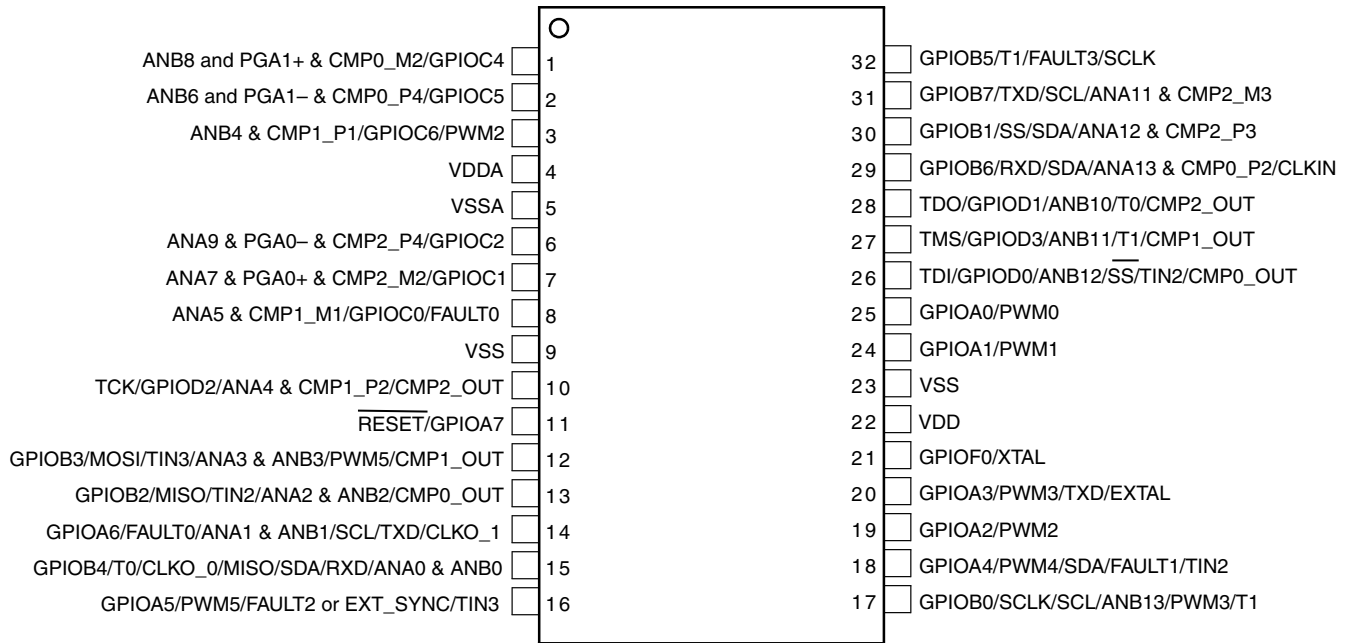 ANB8 and PGA1+ & CMP0_M2/GPIOC4 1
ANB6 and PGA1– & CMP0_P4/GPIOC5 2
ANB4 & CMP1_P1/GPIOC6/PWM2 3
VDDA 4
VSSA 5
ANA9 & PGA0– & CMP2_P4/GPIOC2 6
ANA7 & PGA0+ & CMP2_M2/GPIOC1 7
ANA5 & CMP1_M1/GPIOC0/FAULT0 8
VSS 9
TCK/GPIOD2/ANA4 & CMP1_P2/CMP2_OUT 10
RESET/GPIOA7 11
GPIOB3/MOSI/TIN3/ANA3 & ANB3/PWM5/CMP1_OUT 12
GPIOB2/MISO/TIN2/ANA2 & ANB2/CMP0_OUT 13
GPIOA6/FAULT0/ANA1 & ANB1/SCL/TXD/CLKO_1 14
GPIOB4/T0/CLKO_0/MISO/SDA/RXD/ANA0 & ANB0 15
GPIOA5/PWM5/FAULT2 or EXT_SYNC/TIN3 16
32 GPIOB5/T1/FAULT3/SCLK
31 GPIOB7/TXD/SCL/ANA11 & CMP2_M3
30 GPIOB1/SS/SDA/ANA12 & CMP2_P3
29 GPIOB6/RXD/SDA/ANA13 & CMP0_P2/CLKIN
28 TDO/GPIOD1/ANB10/T0/CMP2_OUT
27 TMS/GPIOD3/ANB11/T1/CMP1_OUT
26 TDI/GPIOD0/ANB12/SS/TIN2/CMP0_OUT
25 GPIOA0/PWM0
24 GPIOA1/PWM1
23 VSS
22 VDD
21 GPIOF0/XTAL
20 GPIOA3/PWM3/TXD/EXTAL
19 GPIOA2/PWM2
18 GPIOA4/PWM4/SDA/FAULT1/TIN2
17 GPIOB0/SCLK/SCL/ANB13/PWM3/T1